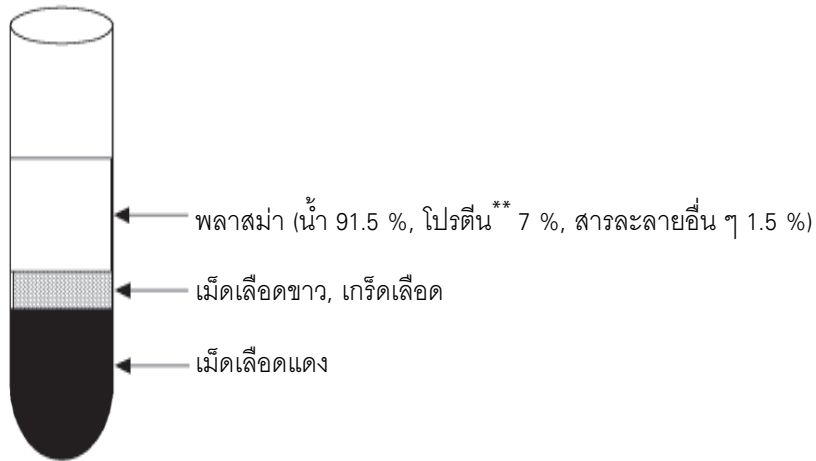 พลาสม่า (น้ำ 91.5 %, โปรตีน** 7 %, สารละลายอื่น ๆ 1.5 %)
เม็ดเลือดขาว, เกร็ดเลือด
เม็ดเลือดแดง